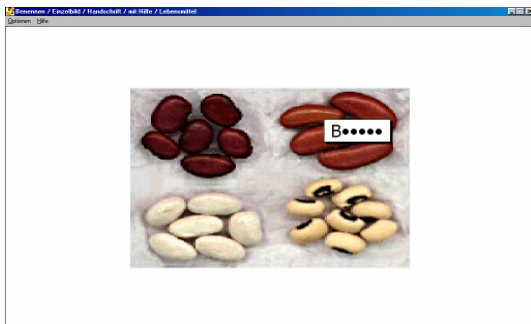 Benennen / Einzelbild / Handschrift / mit Hilfe / Lebensmittel
Optionen Hilfe
B●●●●●